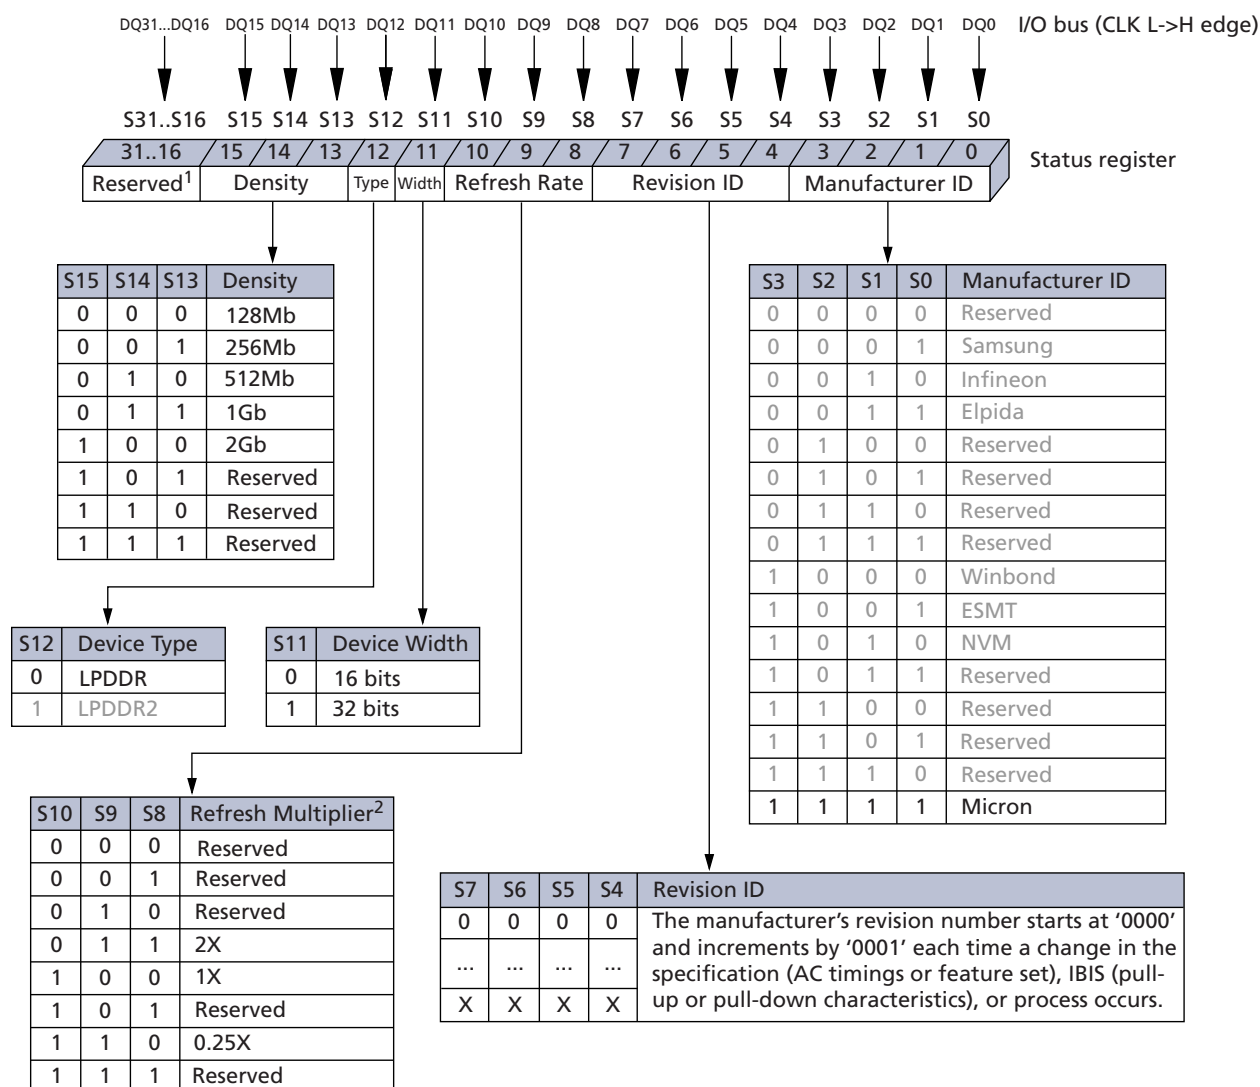 DQ31...DQ16 DQ15 DQ14 DQ13 DQ12 DQ11 DQ10 DQ9 DQ8 DQ7 DQ6 DQ5 DQ4 DQ3 DQ2 DQ1 DQ0 I/O bus (CLK L->H edge)
S31..S16 S15 S14 S13 S12 S11 S10 S9 S8 S7 S6 S5 S4 S3 S2 S1 S0
31..16 15 14 13 12 11 10 9 8 7 6 5 4 3 2 1 0 Status register
Reserved1 Density Type Width Refresh Rate Revision ID Manufacturer ID
S15 S14 S13 Density
0 0 0 128Mb
0 0 1 256Mb
0 1 0 512Mb
0 1 1 1Gb
1 0 0 2Gb
1 0 1 Reserved
1 1 0 Reserved
1 1 1 Reserved
S3 S2 S1 S0 Manufacturer ID
0 0 0 0 Reserved
0 0 0 1 Samsung
0 0 1 0 Infineon
0 0 1 1 Elpida
0 1 0 0 Reserved
0 1 0 1 Reserved
0 1 1 0 Reserved
0 1 1 1 Reserved
1 0 0 0 Winbond
1 0 0 1 ESMT
1 0 1 0 NVM
1 0 1 1 Reserved
1 1 0 0 Reserved
1 1 0 1 Reserved
1 1 1 0 Reserved
1 1 1 1 Micron
S12 Device Type
0 LPDDR
1 LPDDR2
S11 Device Width
0 16 bits
1 32 bits
S10 S9 S8 Refresh Multiplier2
0 0 0 Reserved
0 0 1 Reserved
0 1 0 Reserved
0 1 1 2X
1 0 0 1X
1 0 1 Reserved
1 1 0 0.25X
1 1 1 Reserved
S7 S6 S5 S4 Revision ID
0 0 0 0 The manufacturer's revision number starts at '0000'
and increments by '0001' each time a change in the
... ... ... ... specification (AC timings or feature set), IBIS (pull-
X X X X up or pull-down characteristics), or process occurs.